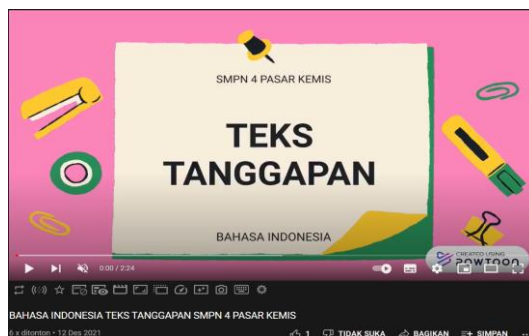 SMPN 4 PASAR KEMIS
TEKS
TANGGAPAN
BAHASA INDONESIA
CREATED USING
POWTOON
0:00 / 2:24
BAHASA INDONESIA TEKS TANGGAPAN SMPN 4 PASAR KEMIS
6 x ditonton • 12 Des 2021
1 TIDAK SUKA BAGIKAN SIMPAN